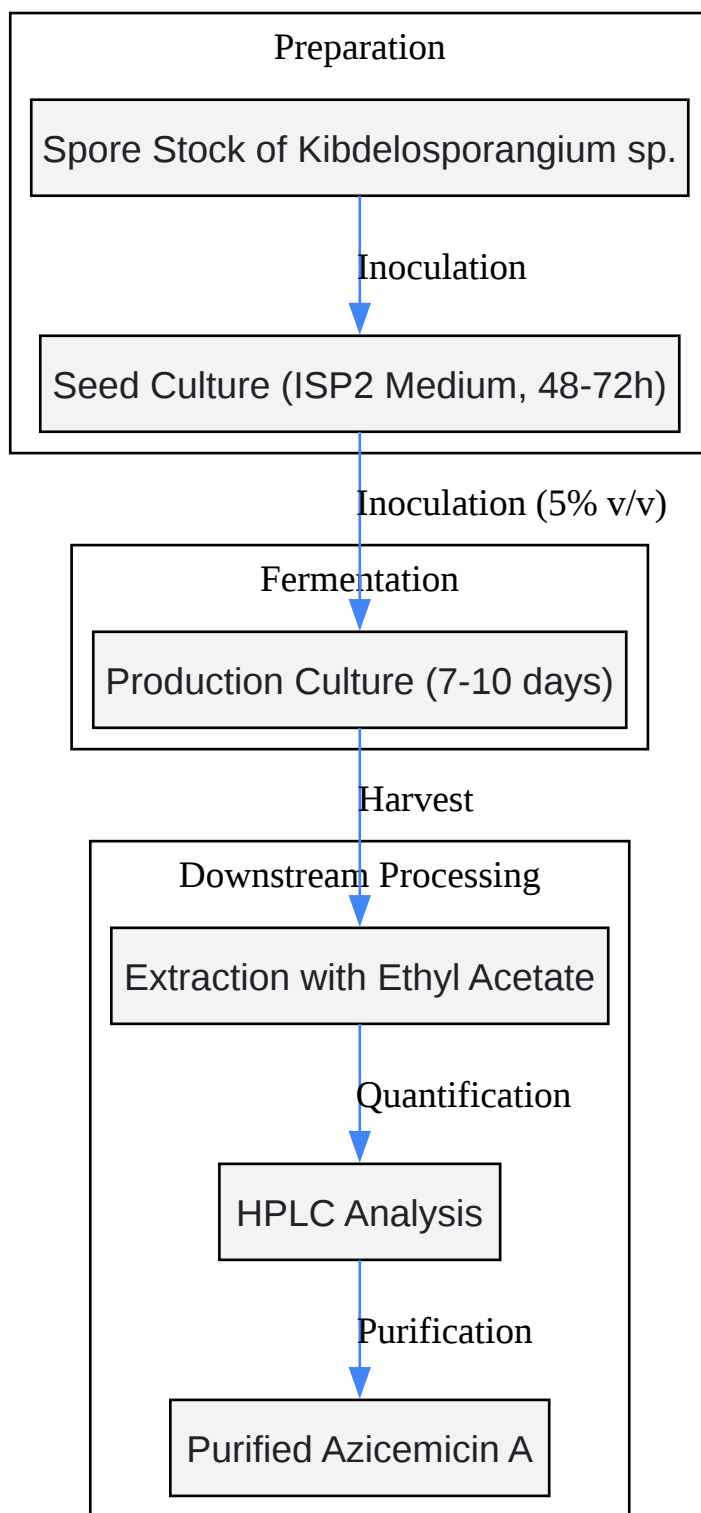 Preparation
Spore Stock of Kibdelosporangium sp.
Inoculation
Seed Culture (ISP2 Medium, 48-72h)
Inoculation (5% v/v)
Fermentation
Production Culture (7-10 days)
Harvest
Downstream Processing
Extraction with Ethyl Acetate
Quantification
HPLC Analysis
Purification
Purified Azicemicin A